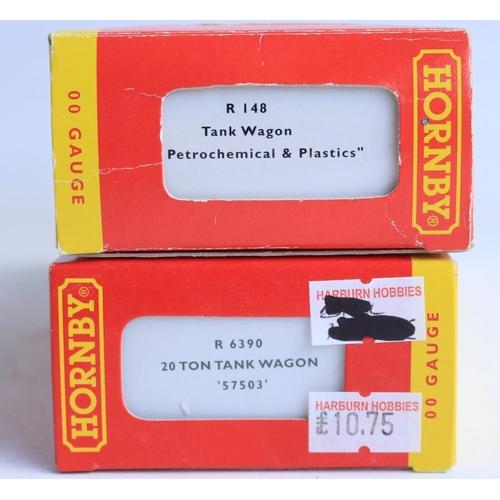 00 GAUGE
R 148
Tank Wagon
Petrochemical & Plastics"
HORNBY®
HORNBY®
R 6390
20 TON TANK WAGON
'57503'
HARBURN HOBBIES
HARBURN HOBBIES
£10.75
00 GAUGE